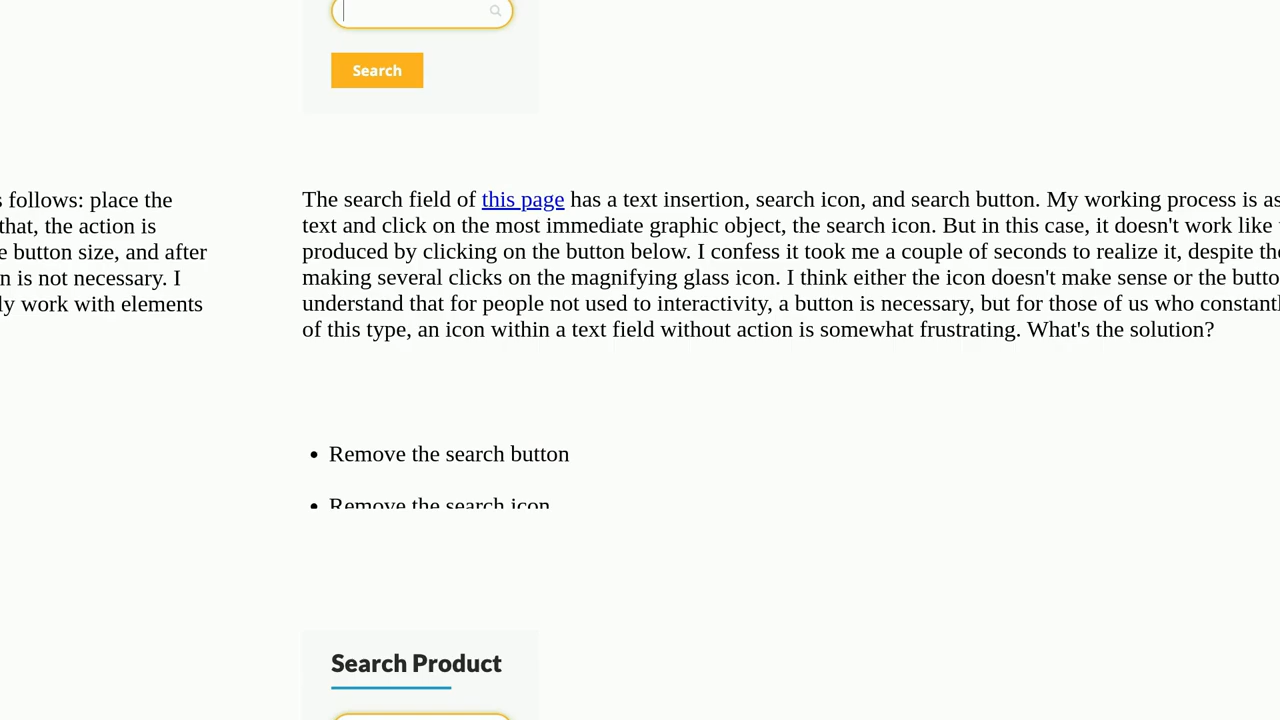 Search
s follows: place the
that, the action is
e button size, and after
n is not necessary. I
ly work with elements
The search field of this page has a text insertion, search icon, and search button. My working process is as
text and click on the most immediate graphic object, the search icon. But in this case, it doesn't work like
produced by clicking on the button below. I confess it took me a couple of seconds to realize it, despite the
making several clicks on the magnifying glass icon. I think either the icon doesn't make sense or the butto
understand that for people not used to interactivity, a button is necessary, but for those of us who constantl
of this type, an icon within a text field without action is somewhat frustrating. What's the solution?
• Remove the search button
• Remove the search icon
Search Product